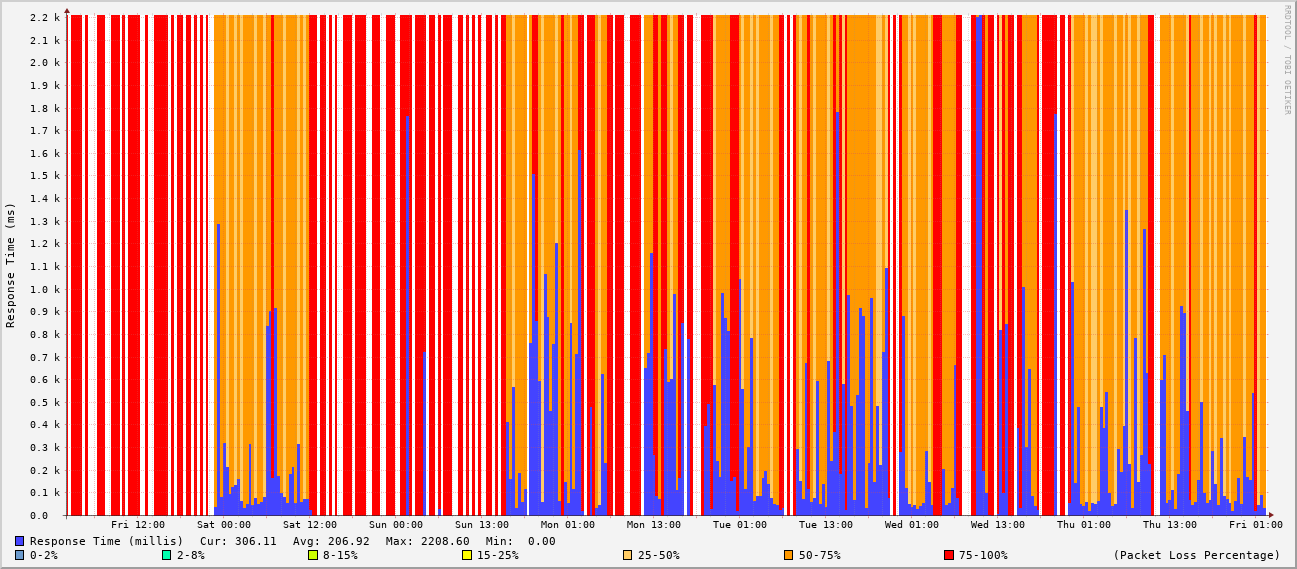 2.2 k
2.1 k
2.0 k
1.9 k
1.8 k
1.7 k
1.6 k
1.5 k
1.4 k
1.3 k
1.2 k
1.1 k
1.0 k
0.9 k
0.8 k
0.7 k
0.6 k
0.5 k
0.4 k
0.3 k
0.2 k
0.1 k
0.0
Response Time (ms)
RRDTOOL / TOBI OETIKER
Fri 12:00 Sat 00:00 Sat 12:00 Sun 00:00 Sun 13:00 Mon 01:00 Mon 13:00 Tue 01:00 Tue 13:00 Wed 01:00 Wed 13:00 Thu 01:00 Thu 13:00 Fri 01:00
Response Time (millis) Cur: 306.11 Avg: 206.92 Max: 2208.60 Min: 0.00
0-2% 2-8% 8-15% 15-25% 25-50% 50-75% 75-100% (Packet Loss Percentage)